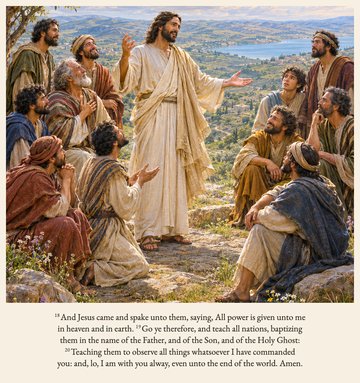 ¹⁸ And Jesus came and spake unto them, saying, All power is given unto me
in heaven and in earth. ¹⁹ Go ye therefore, and teach all nations, baptizing
them in the name of the Father, and of the Son, and of the Holy Ghost:
²⁰ Teaching them to observe all things whatsoever I have commanded
you: and, lo, I am with you alway, even unto the end of the world. Amen.